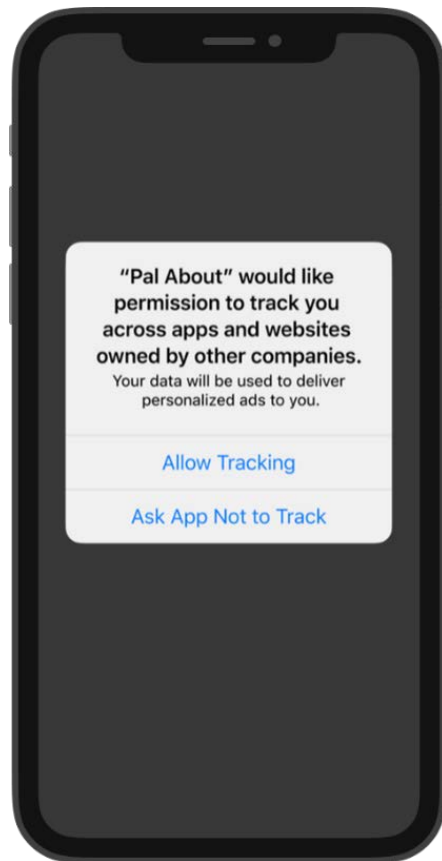 “Pal About” would like
permission to track you
across apps and websites
owned by other companies.
Your data will be used to deliver
personalized ads to you.
Allow Tracking
Ask App Not to Track